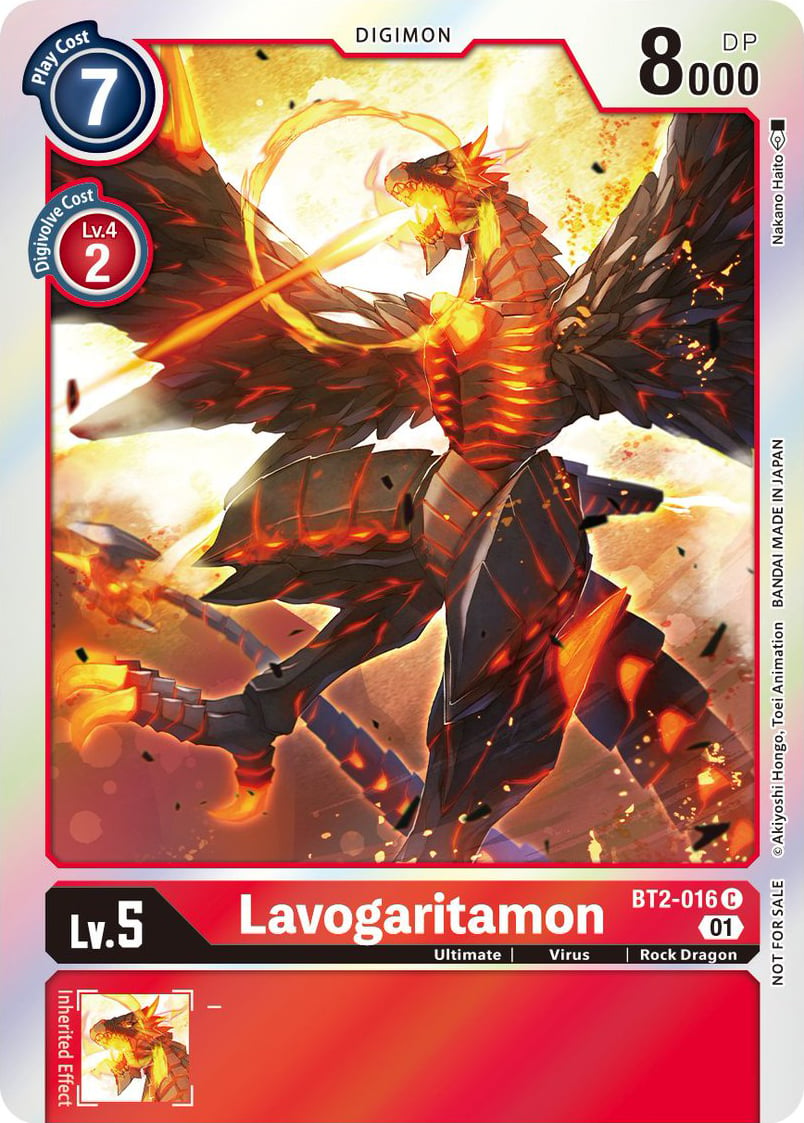 DIGIMON
Play Cost
7
DP
8000
Digivolve Cost
Lv.4
2
Nakano Haito
© Akiyoshi Hongo, Toei Animation BANDAI MADE IN JAPAN
NOT FOR SALE
Lv.5
Lavogaritamon
BT2-016 C
01
Ultimate | Virus | Rock Dragon
Inherited Effect
–